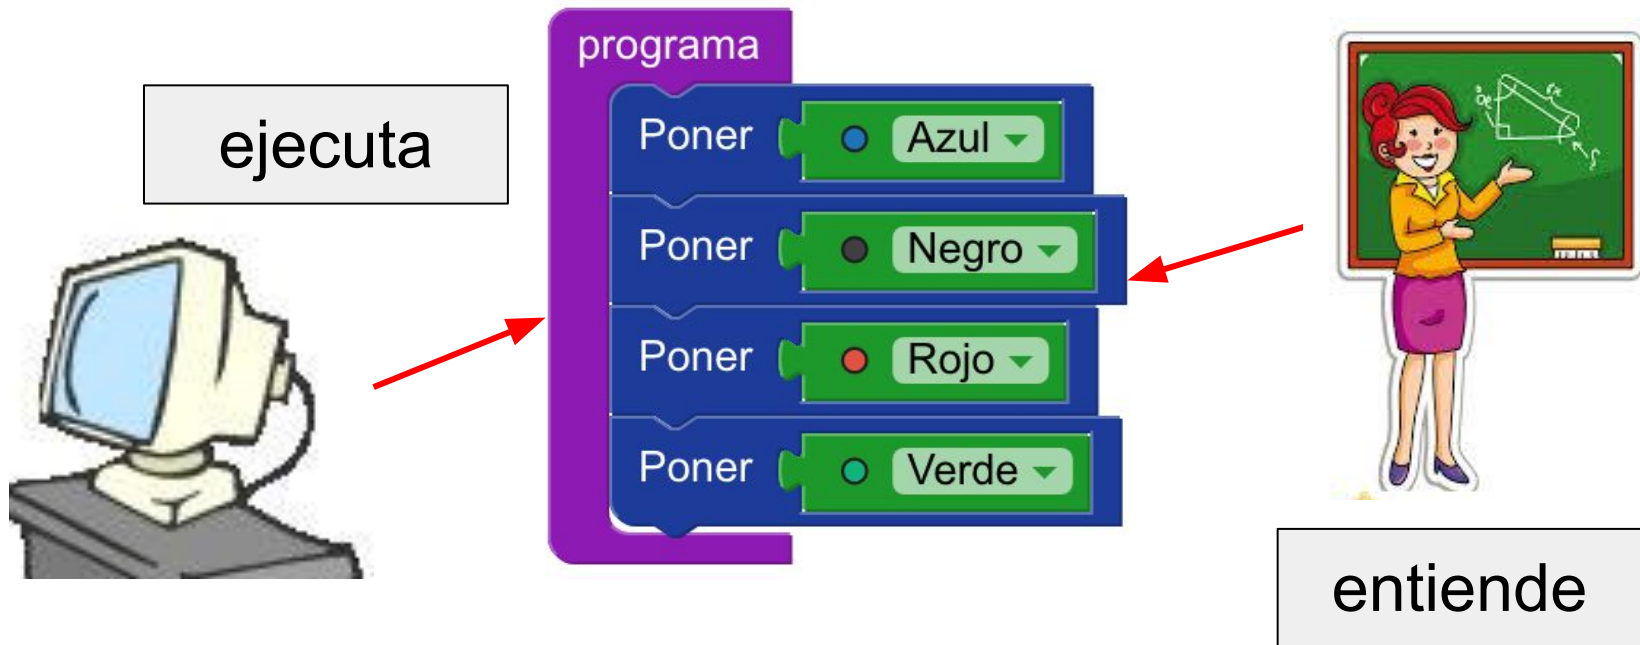 programa
ejecuta
Poner Azul
Poner Negro
Poner Rojo
Poner Verde
entiende